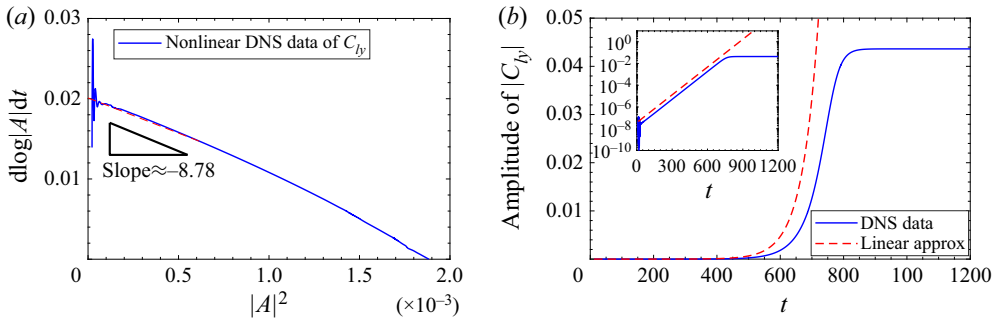 (a)
Nonlinear DNS data of C_ly
0.03
0.02
0.01
dlog|A|dt
Slope≈–8.78
0
0.5
1.0
1.5
2.0
|A|²
(×10⁻³)
(b)
0.05
0.04
0.03
0.02
0.01
Amplitude of |C_ly|
10⁰
10⁻²
10⁻⁴
10⁻⁶
10⁻⁸
10⁻¹⁰
0 300 600 900 1200
t
DNS data
Linear approx
0 200 400 600 800 100 1200
t